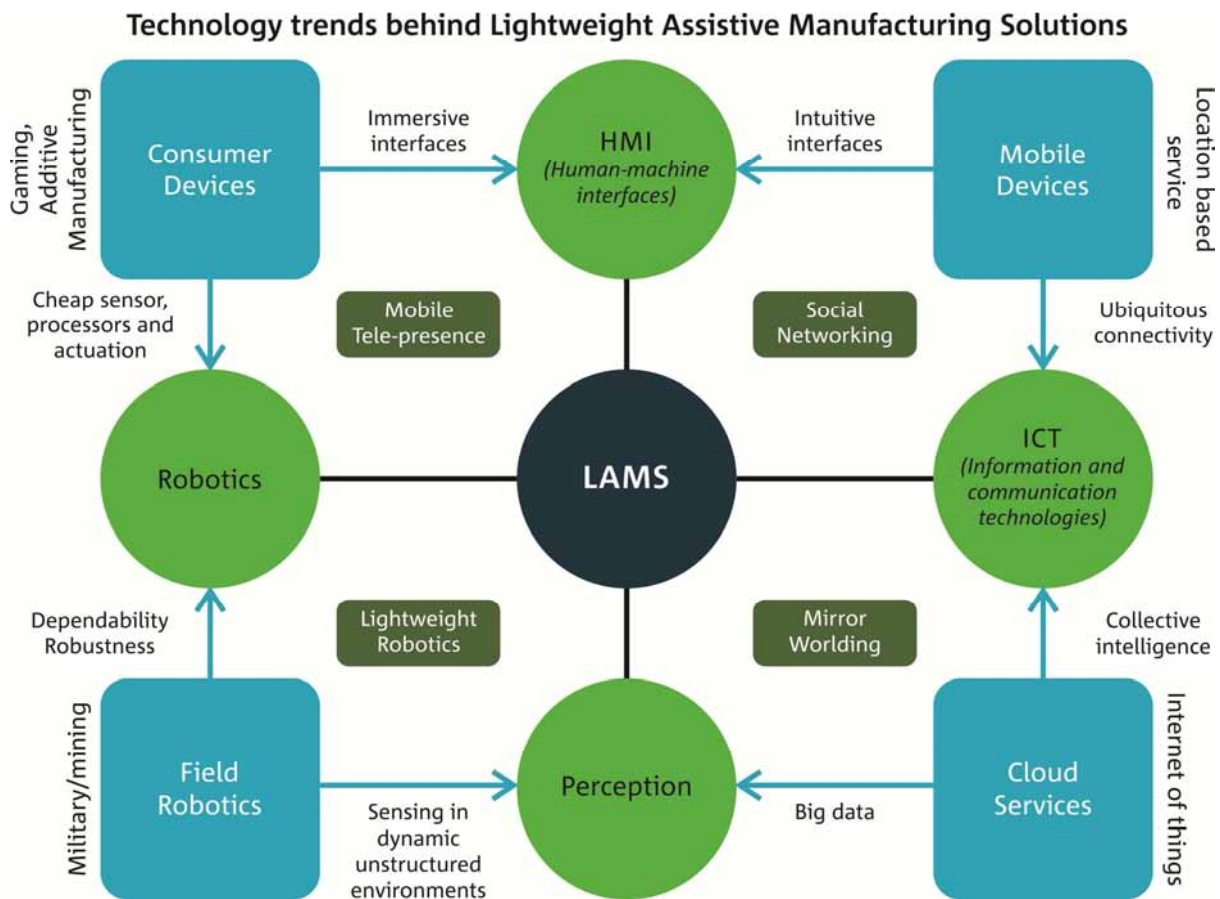 Technology trends behind Lightweight Assistive Manufacturing Solutions
Gaming,
Additive
Manufacturing
Consumer
Devices
Immersive
interfaces
HMI
(Human-machine
interfaces)
Intuitive
interfaces
Mobile
Devices
Location based
service
Cheap sensor,
processors and
actuation
Mobile
Tele-presence
Social
Networking
Ubiquitous
connectivity
Robotics
LAMS
ICT
(Information and
communication
technologies)
Dependability
Robustness
Lightweight
Robotics
Mirror
Worlding
Collective
intelligence
Military/mining
Field
Robotics
Sensing in
dynamic
unstructured
environments
Perception
Big data
Cloud
Services
Internet of things